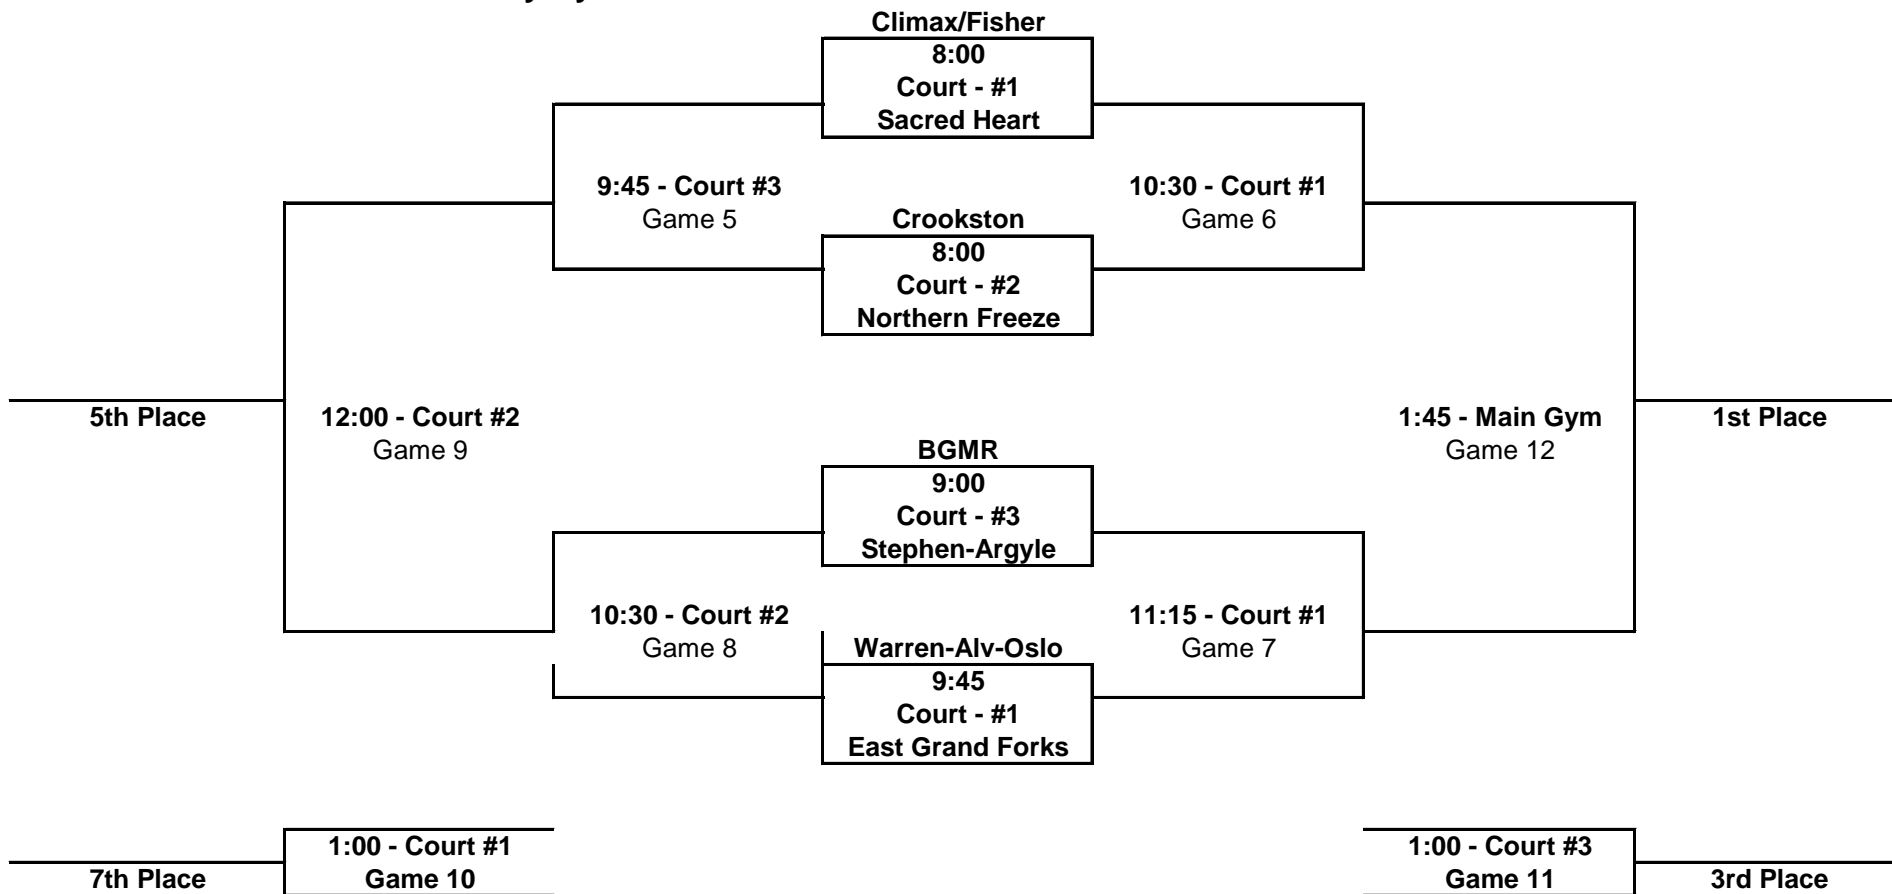 Climax/Fisher
8:00
Court - #1
Sacred Heart
9:45 - Court #3
10:30 - Court #1
Game 5
Crookston
Game 6
8:00
Court - #2
Northern Freeze
5th Place
12:00 - Court #2
1:45 - Main Gym
1st Place
Game 9
BGMR
Game 12
9:00
Court - #3
Stephen-Argyle
10:30 - Court #2
11:15 - Court #1
Game 8
Warren-Alv-Oslo
Game 7
9:45
Court - #1
East Grand Forks
1:00 - Court #1
1:00 - Court #3
7th Place
Game 10
Game 11
3rd Place